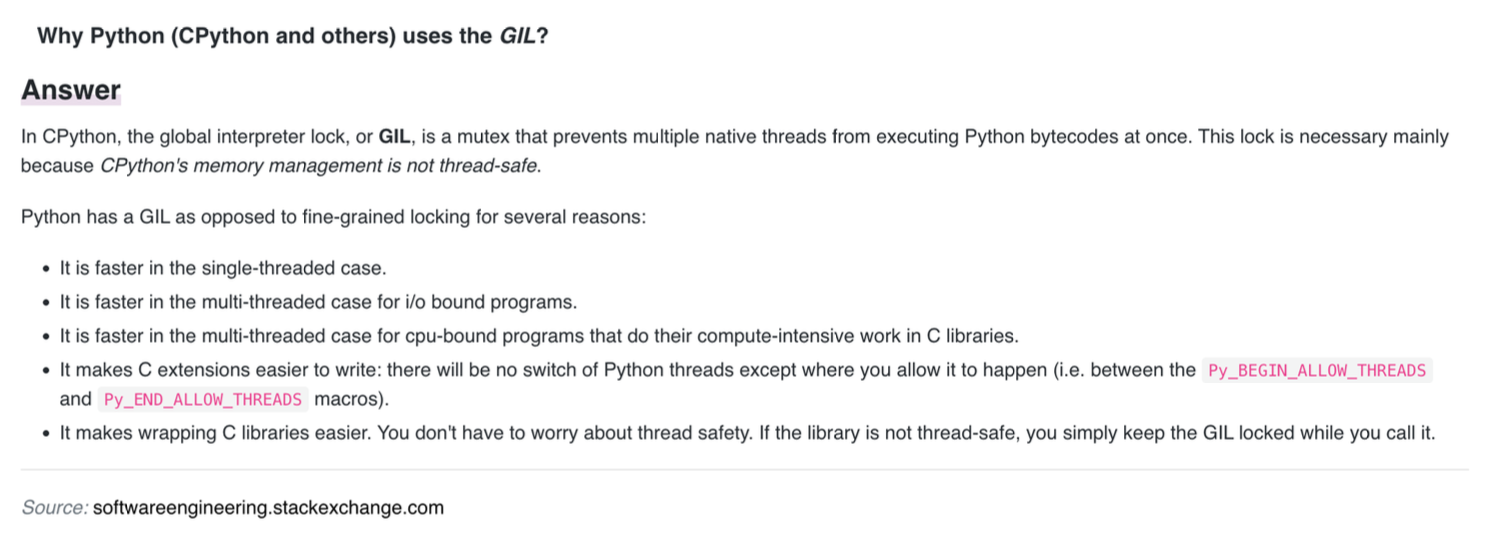 Why Python (CPython and others) uses the GIL?
Answer
In CPython, the global interpreter lock, or GIL, is a mutex that prevents multiple native threads from executing Python bytecodes at once. This lock is necessary mainly
because CPython's memory management is not thread-safe.
Python has a GIL as opposed to fine-grained locking for several reasons:
• It is faster in the single-threaded case.
• It is faster in the multi-threaded case for i/o bound programs.
• It is faster in the multi-threaded case for cpu-bound programs that do their compute-intensive work in C libraries.
• It makes C extensions easier to write: there will be no switch of Python threads except where you allow it to happen (i.e. between the Py_BEGIN_ALLOW_THREADS
and Py_END_ALLOW_THREADS macros).
• It makes wrapping C libraries easier. You don't have to worry about thread safety. If the library is not thread-safe, you simply keep the GIL locked while you call it.
Source: softwareengineering.stackexchange.com